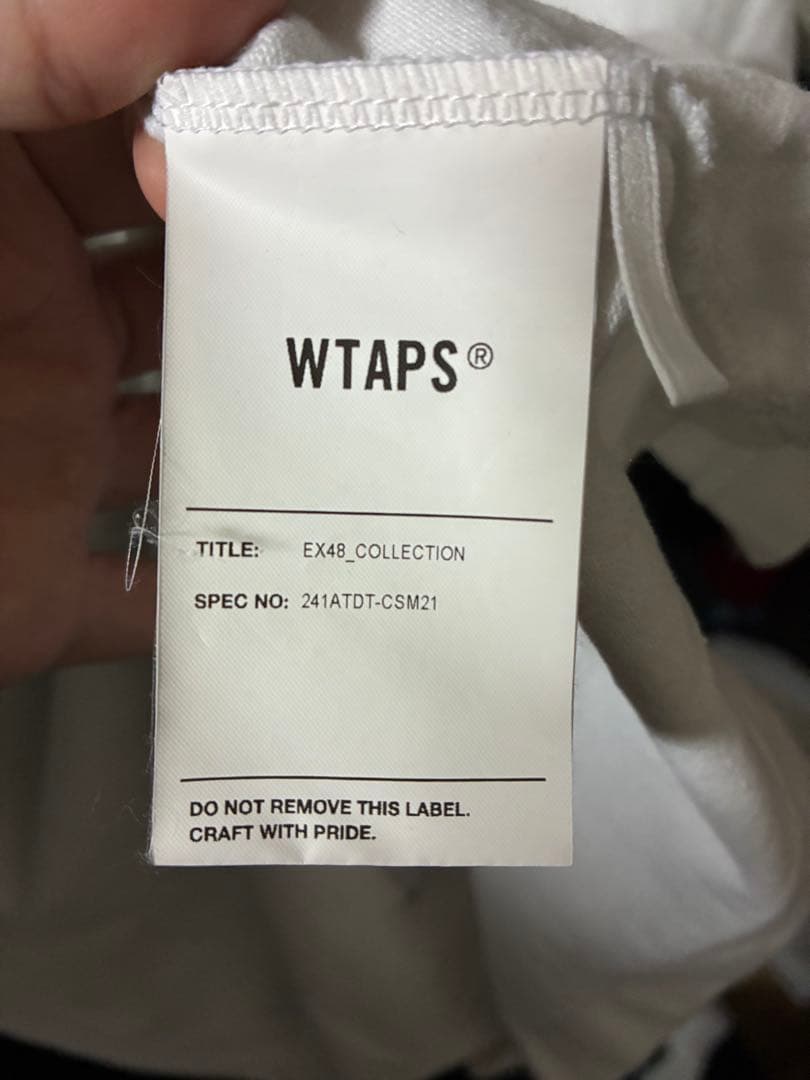 WTAPS®
TITLE: EX48_COLLECTION
SPEC NO: 241ATDT-CSM21
DO NOT REMOVE THIS LABEL.
CRAFT WITH PRIDE.